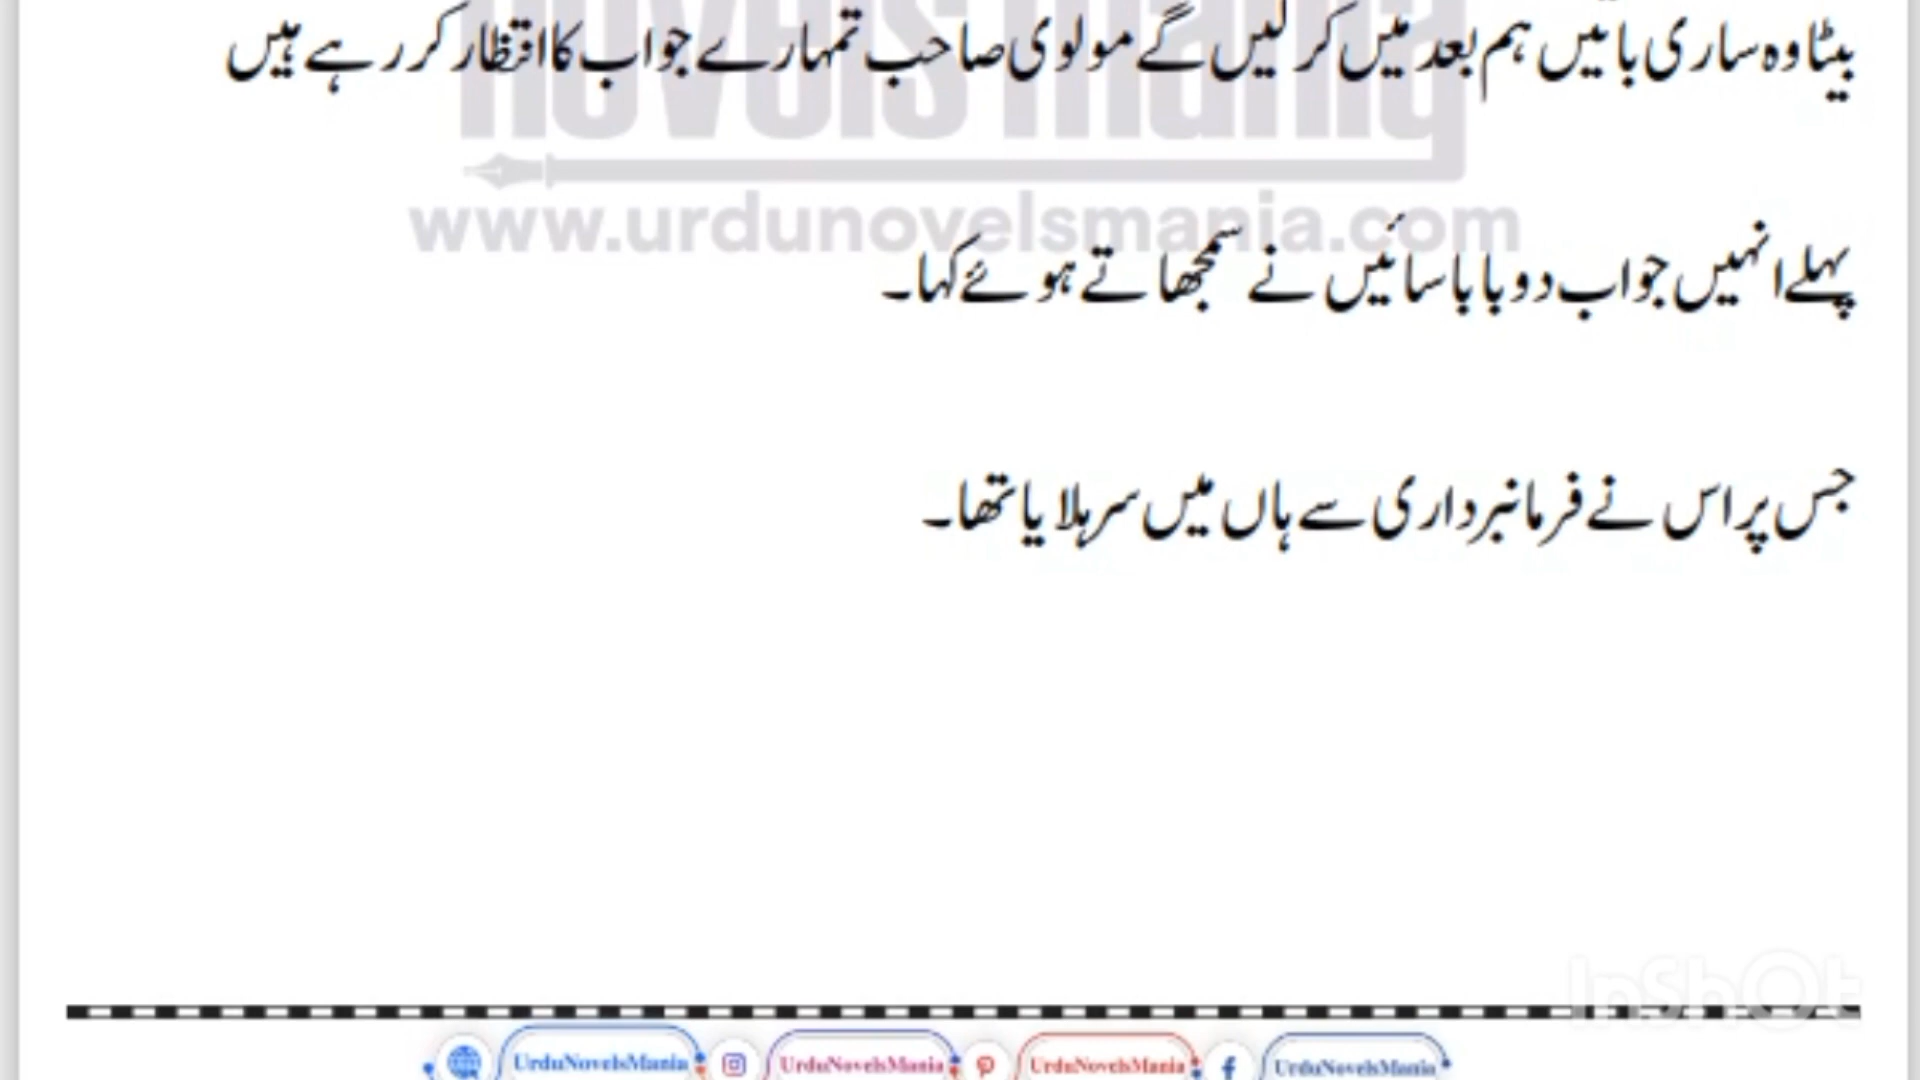 novels mania
بیٹا وہ ساری باتیں ہم بعد میں کر لیں گے مولوی صاحب تمہارے جواب کا انتظار کر رہے ہیں
www.urdunovelsmania.com
پہلے انہیں جواب دو بابا سائیں نے سمجھاتے ہوئے کہا۔
جس پر اس نے فرمانبرداری سے ہاں میں سر ہلایا تھا۔
InShOt
UrduNovelsMania UrduNovelsMania UrduNovelsMania UrduNovelsMania